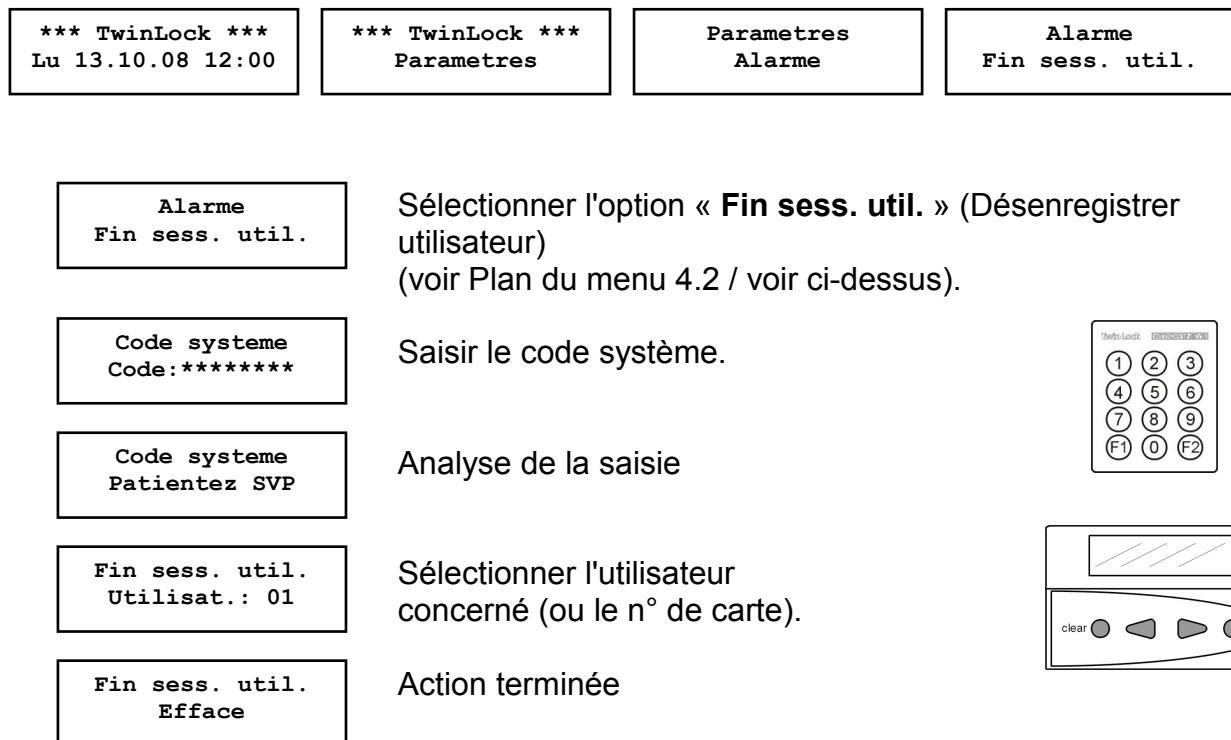 *** TwinLock ***
Lu 13.10.08 12:00
*** TwinLock ***
Parametres
Parametres
Alarme
Alarme
Fin sess. util.
Alarme
Fin sess. util.
Sélectionner l'option « Fin sess. util. » (Désenregistrer
utilisateur)
(voir Plan du menu 4.2 / voir ci-dessus).
Code systeme
Code:********
Saisir le code système.
Twin Lock
1 2 3
4 5 6
7 8 9
F1 0 F2
Code systeme
Patientez SVP
Analyse de la saisie
Fin sess. util.
Utilisat.: 01
Sélectionner l'utilisateur
concerné (ou le n° de carte).
clear
Fin sess. util.
Efface
Action terminée